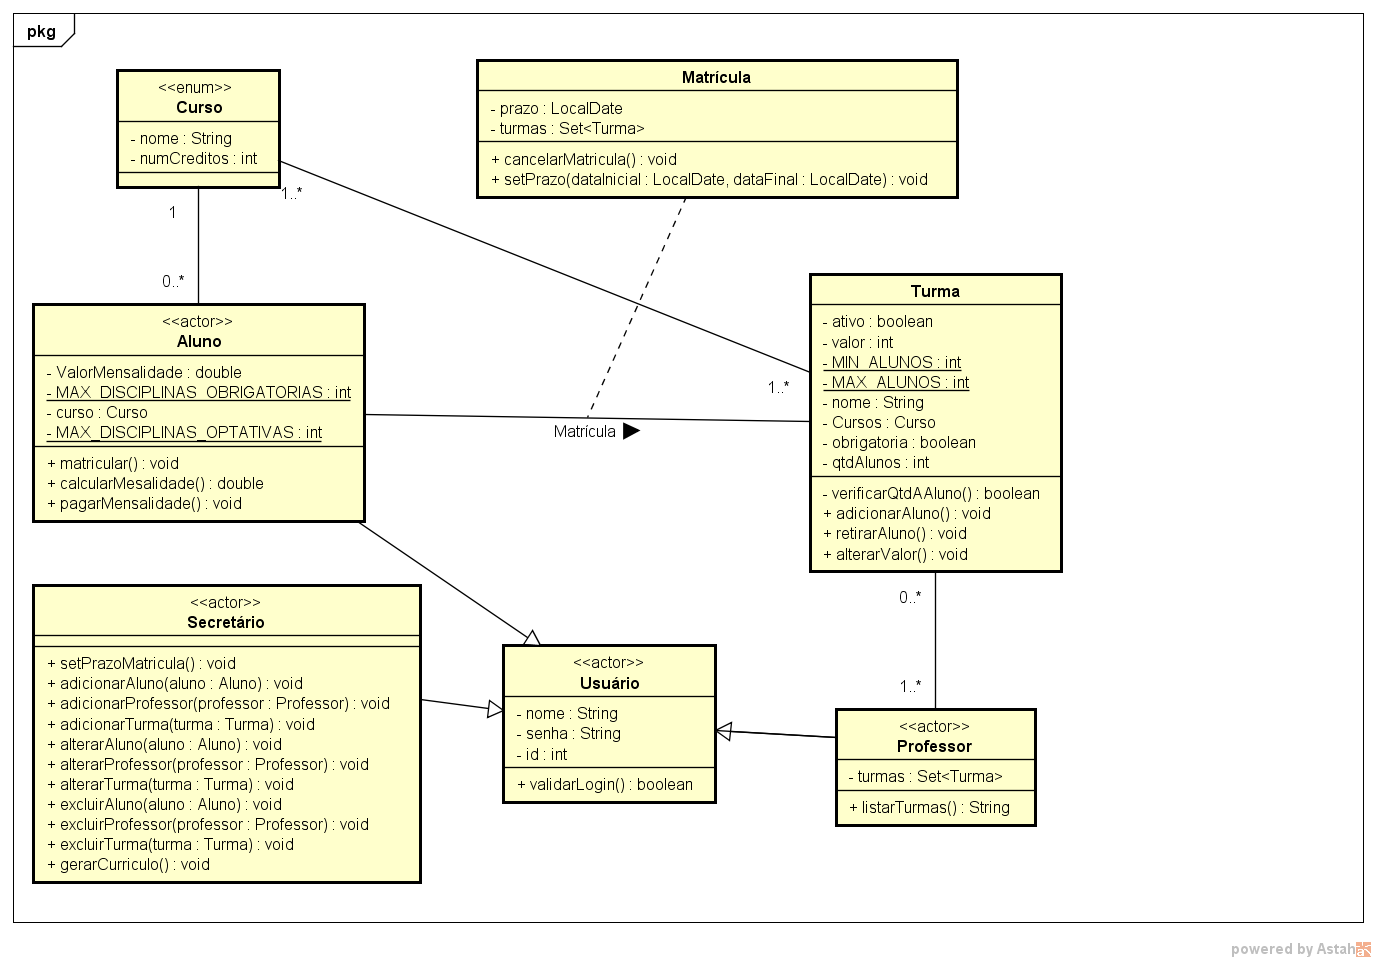 pkg
<<enum>>
Curso
- nome : String
- numCreditos : int
Matrícula
- prazo : LocalDate
- turmas : Set<Turma>
+ cancelarMatricula() : void
+ setPrazo(dataInicial : LocalDate, dataFinal : LocalDate) : void
1..*
1
0..*
<<actor>>
Aluno
- ValorMensalidade : double
- MAX_DISCIPLINAS_OBRIGATORIAS : int
- curso : Curso
- MAX_DISCIPLINAS_OPTATIVAS : int
+ matricular() : void
+ calcularMesalidade() : double
+ pagarMensalidade() : void
Matrícula
1..*
Turma
- ativo : boolean
- valor : int
- MIN_ALUNOS : int
- MAX_ALUNOS : int
- nome : String
- Cursos : Curso
- obrigatoria : boolean
- qtdAlunos : int
- verificarQtdAAluno() : boolean
+ adicionarAluno() : void
+ retirarAluno() : void
+ alterarValor() : void
0..*
1..*
<<actor>>
Secretário
+ setPrazoMatricula() : void
+ adicionarAluno(aluno : Aluno) : void
+ adicionarProfessor(professor : Professor) : void
+ adicionarTurma(turma : Turma) : void
+ alterarAluno(aluno : Aluno) : void
+ alterarProfessor(professor : Professor) : void
+ alterarTurma(turma : Turma) : void
+ excluirAluno(aluno : Aluno) : void
+ excluirProfessor(professor : Professor) : void
+ excluirTurma(turma : Turma) : void
+ gerarCurriculo() : void
<<actor>>
Usuário
- nome : String
- senha : String
- id : int
+ validarLogin() : boolean
<<actor>>
Professor
- turmas : Set<Turma>
+ listarTurmas() : String
powered by Astah